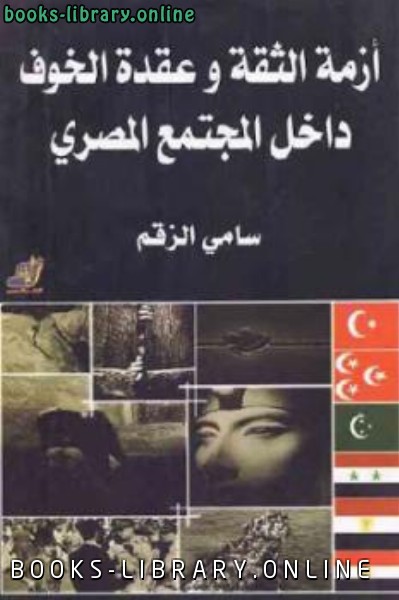 books-library.online
أزمة الثقة و عقدة الخوف
داخل المجتمع المصري
سامي الزقم
BOOKS-LIBRARY.ONLINE